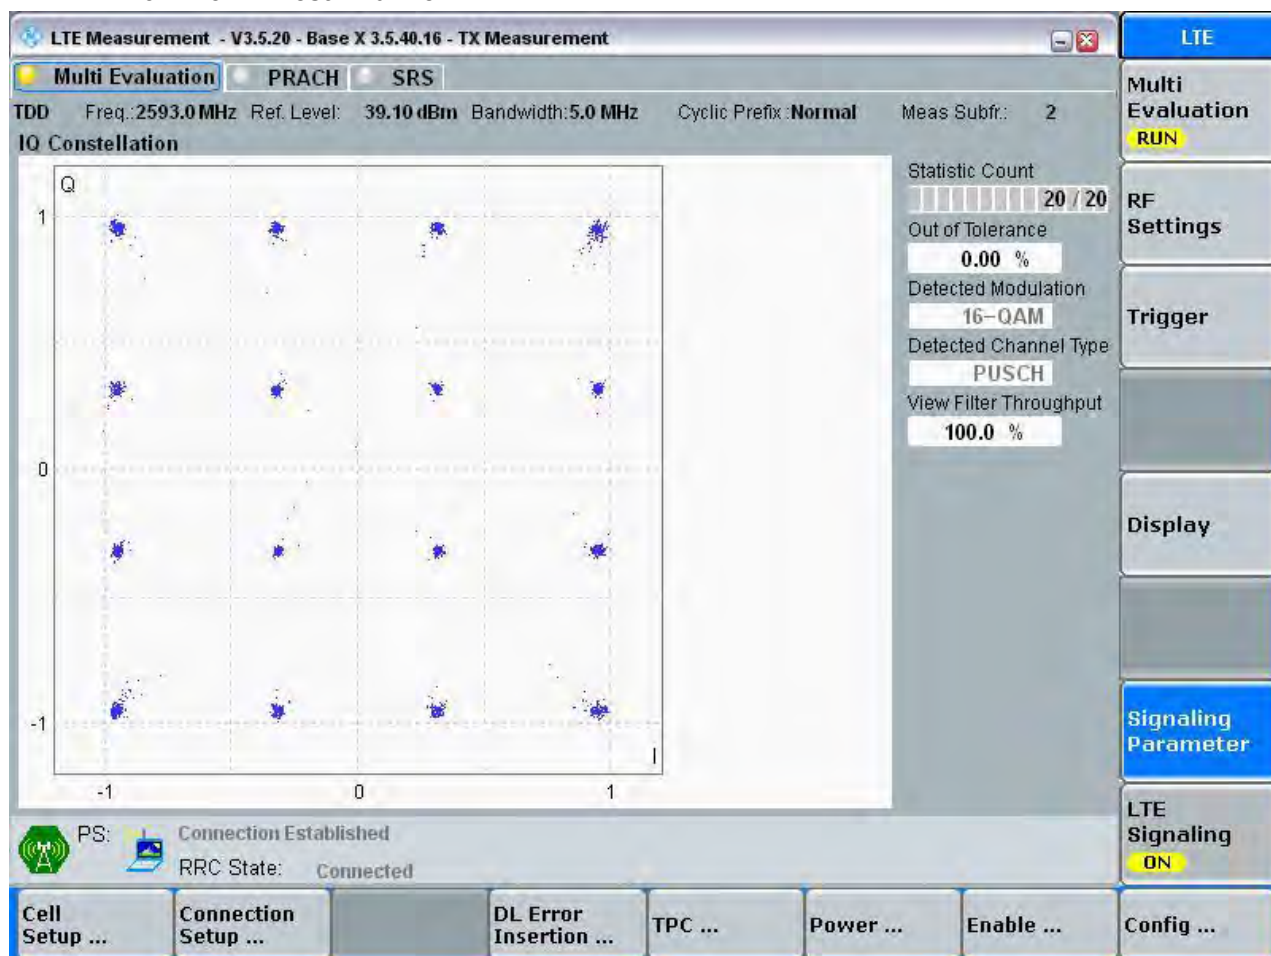 LTE Measurement - V3.5.20 - Base X 3.5.40.16 - TX Measurement
LTE
Multi Evaluation PRACH SRS
TDD Freq.:2593.0 MHz Ref. Level: 39.10 dBm Bandwidth:5.0 MHz Cyclic Prefix :Normal Meas Subfr.: 2
IQ Constellation
Multi
Evaluation
RUN
Q
1
0
-1
-1 0 1
I
Statistic Count
20 / 20
Out of Tolerance
0.00 %
Detected Modulation
16-QAM
Detected Channel Type
PUSCH
View Filter Throughput
100.0 %
RF
Settings
Trigger
Display
Signaling
Parameter
LTE
Signaling
ON
PS: Connection Established
RRC State: Connected
Cell
Setup ...
Connection
Setup ...
DL Error
Insertion ...
TPC ...
Power ...
Enable ...
Config ...